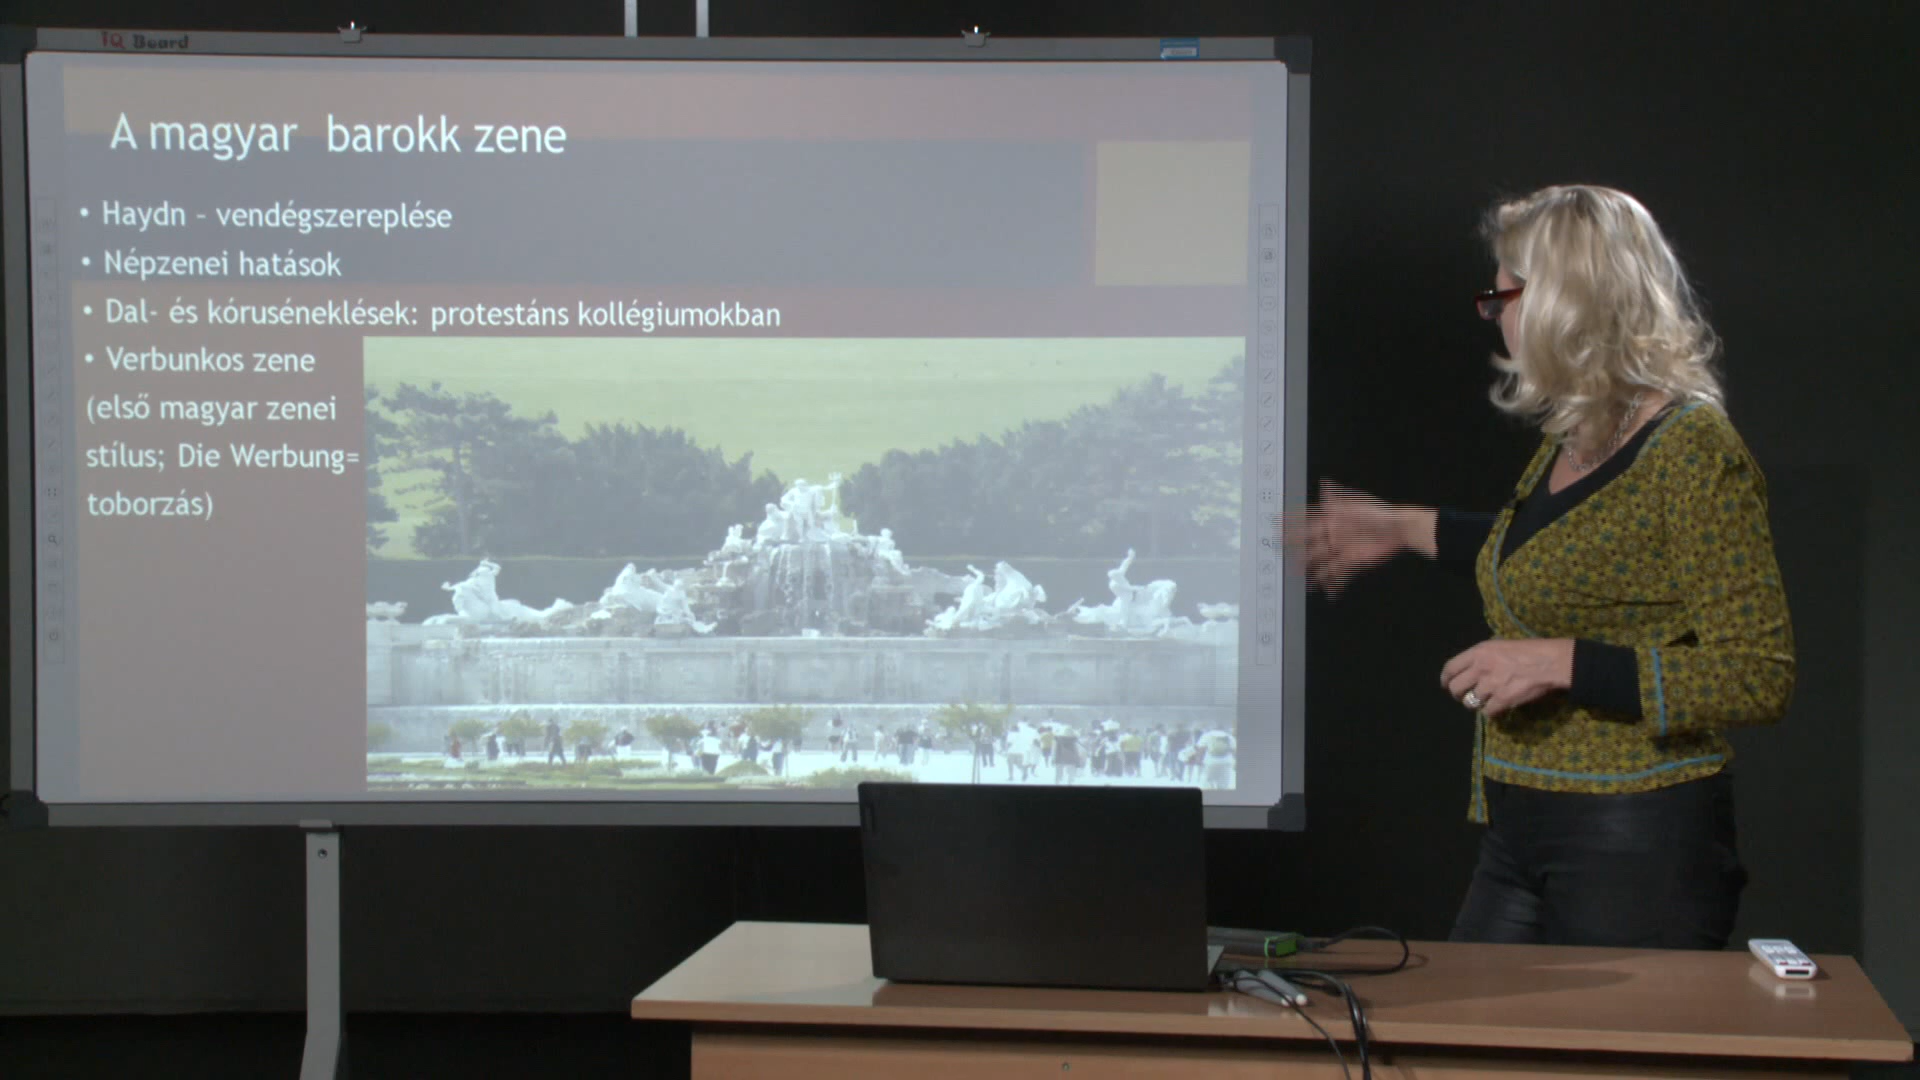 iQ Board
A magyar barokk zene
• Haydn – vendégszereplése
• Népzenei hatások
• Dal- és kóruséneklések: protestáns kollégiumokban
• Verbunkos zene
(első magyar zenei
stílus; Die Werbung=
toborzás)